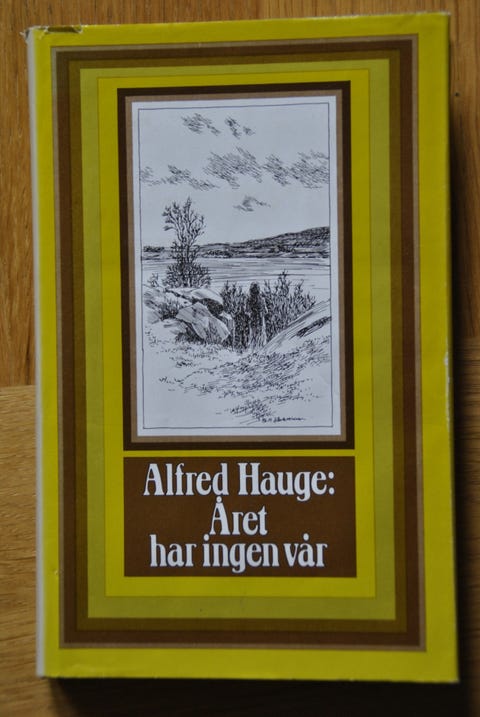 Alfred Hauge:
Året
har ingen vår